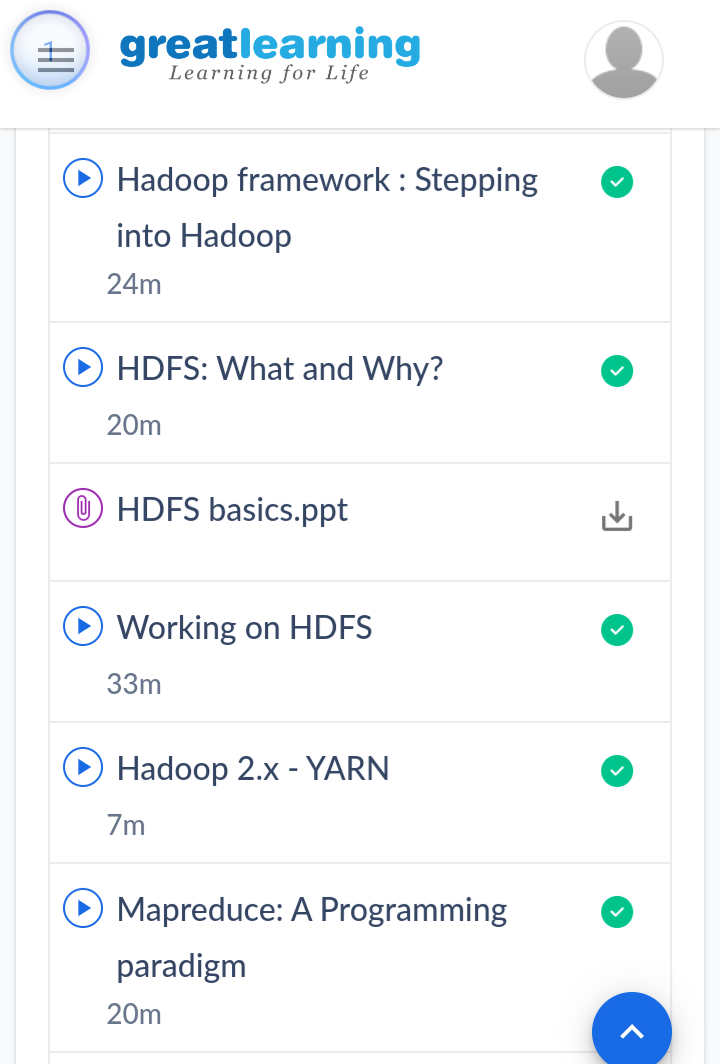 1
greatlearning
Learning for Life
Hadoop framework : Stepping
into Hadoop
24m
HDFS: What and Why?
20m
HDFS basics.ppt
Working on HDFS
33m
Hadoop 2.x - YARN
7m
Mapreduce: A Programming
paradigm
20m